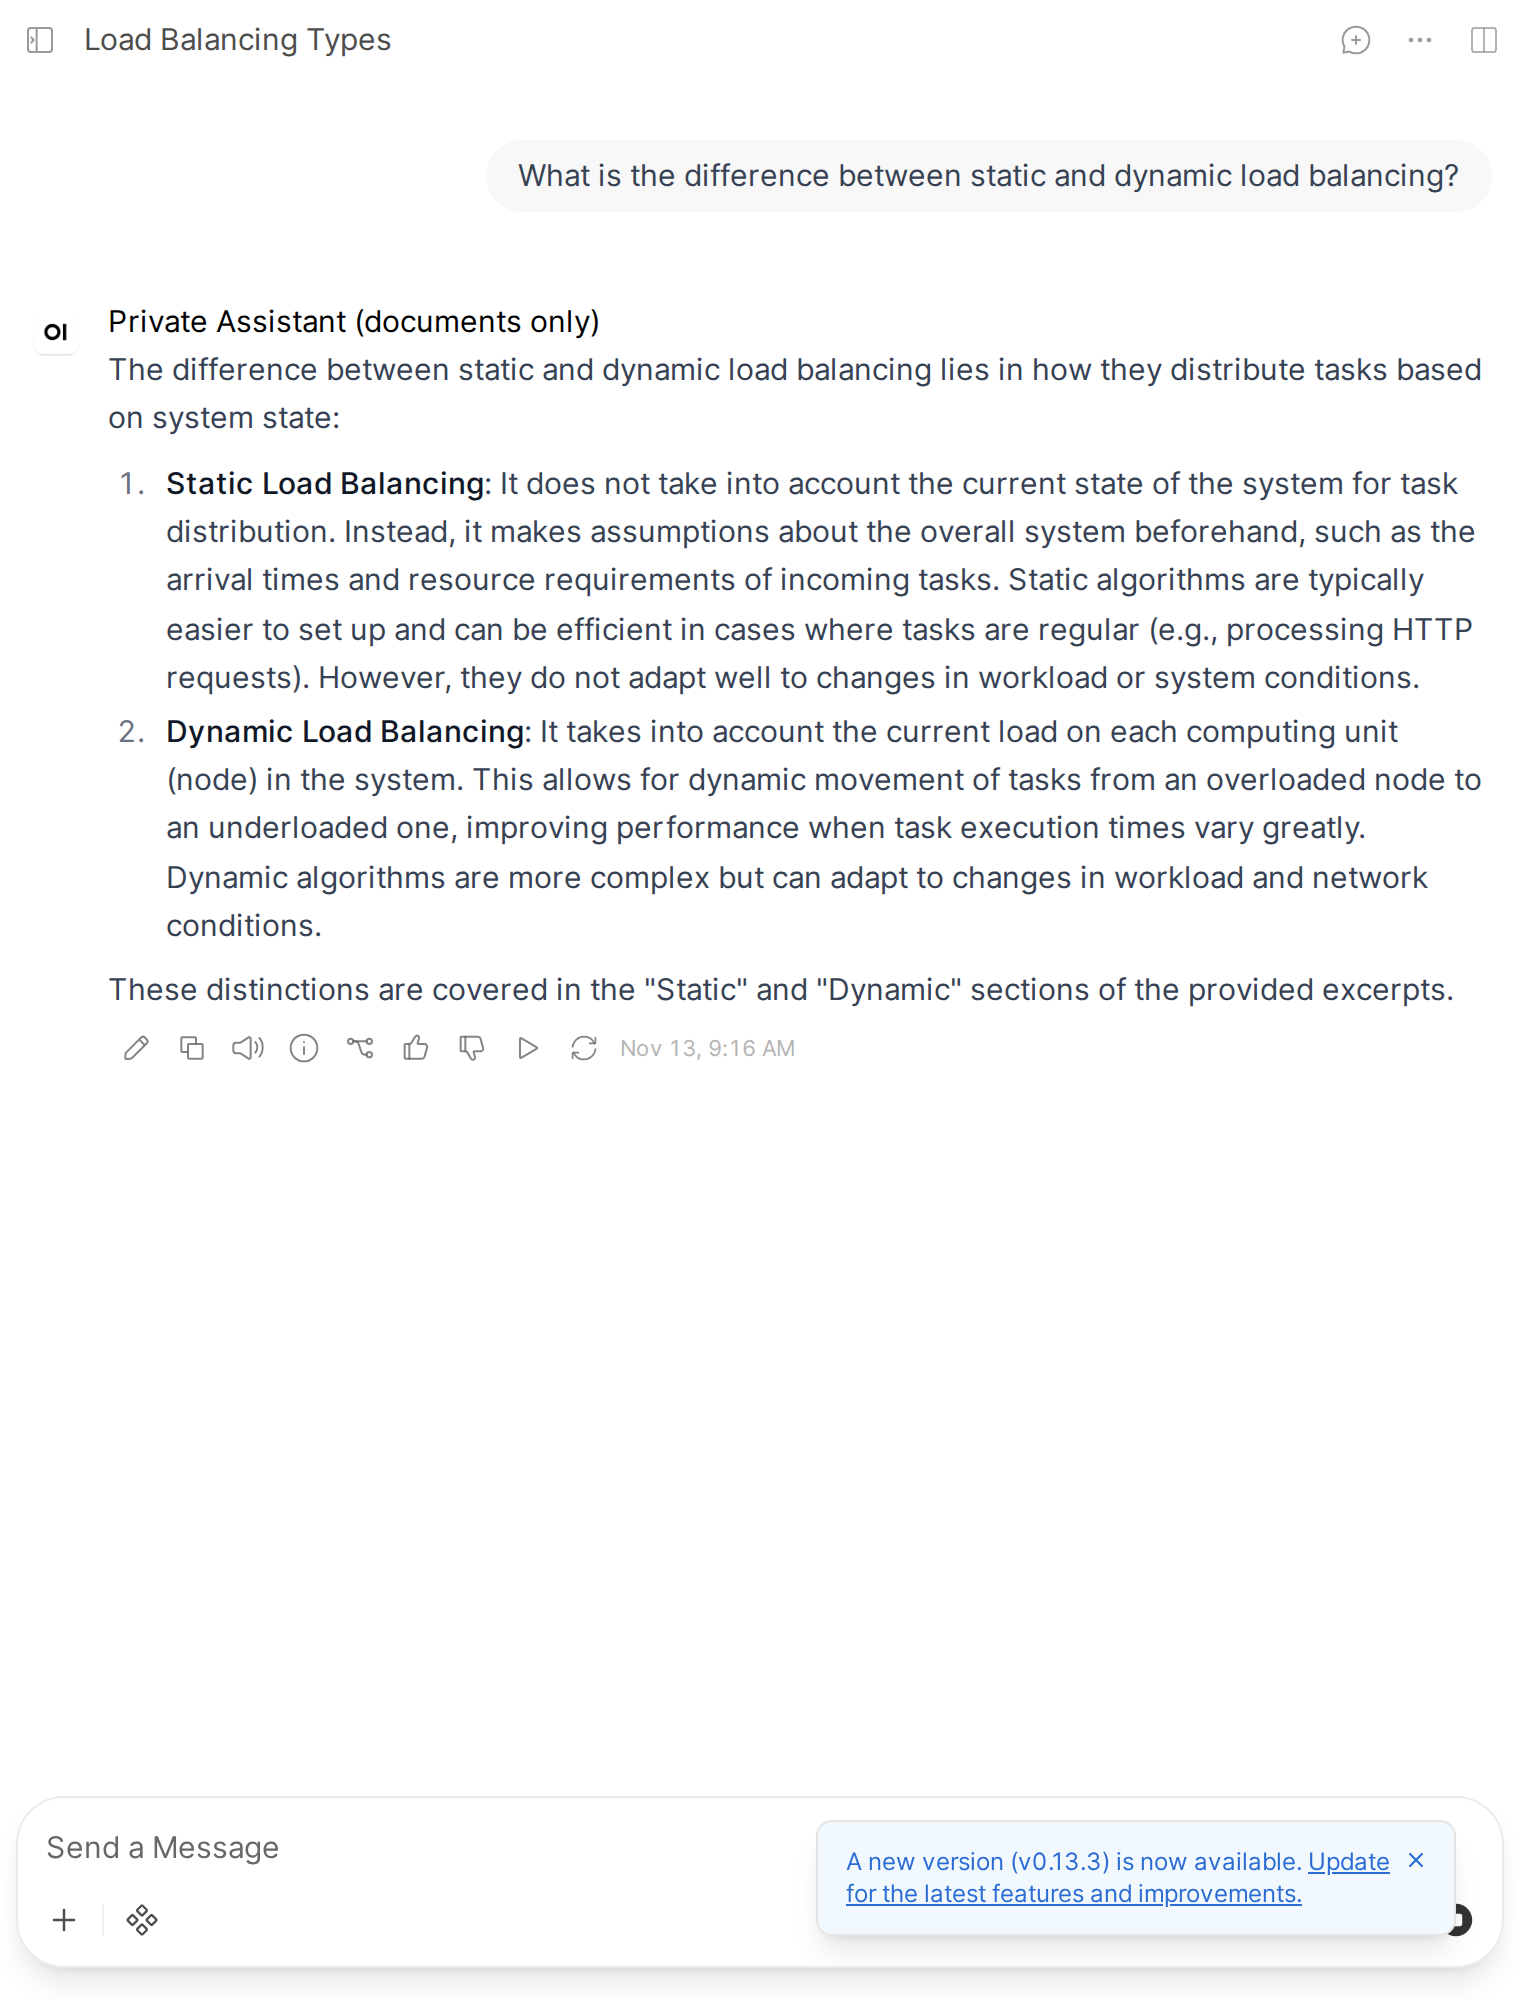 Load Balancing Types
What is the difference between static and dynamic load balancing?
OI
Private Assistant (documents only)
The difference between static and dynamic load balancing lies in how they distribute tasks based
on system state:
1. Static Load Balancing: It does not take into account the current state of the system for task
distribution. Instead, it makes assumptions about the overall system beforehand, such as the
arrival times and resource requirements of incoming tasks. Static algorithms are typically
easier to set up and can be efficient in cases where tasks are regular (e.g., processing HTTP
requests). However, they do not adapt well to changes in workload or system conditions.
2. Dynamic Load Balancing: It takes into account the current load on each computing unit
(node) in the system. This allows for dynamic movement of tasks from an overloaded node to
an underloaded one, improving performance when task execution times vary greatly.
Dynamic algorithms are more complex but can adapt to changes in workload and network
conditions.
These distinctions are covered in the "Static" and "Dynamic" sections of the provided excerpts.
Nov 13, 9:16 AM
Send a Message
A new version (v0.13.3) is now available. Update
for the latest features and improvements.